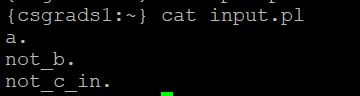 {csgrads1:~} cat input.pl
a.
not_b.
not_c_in.